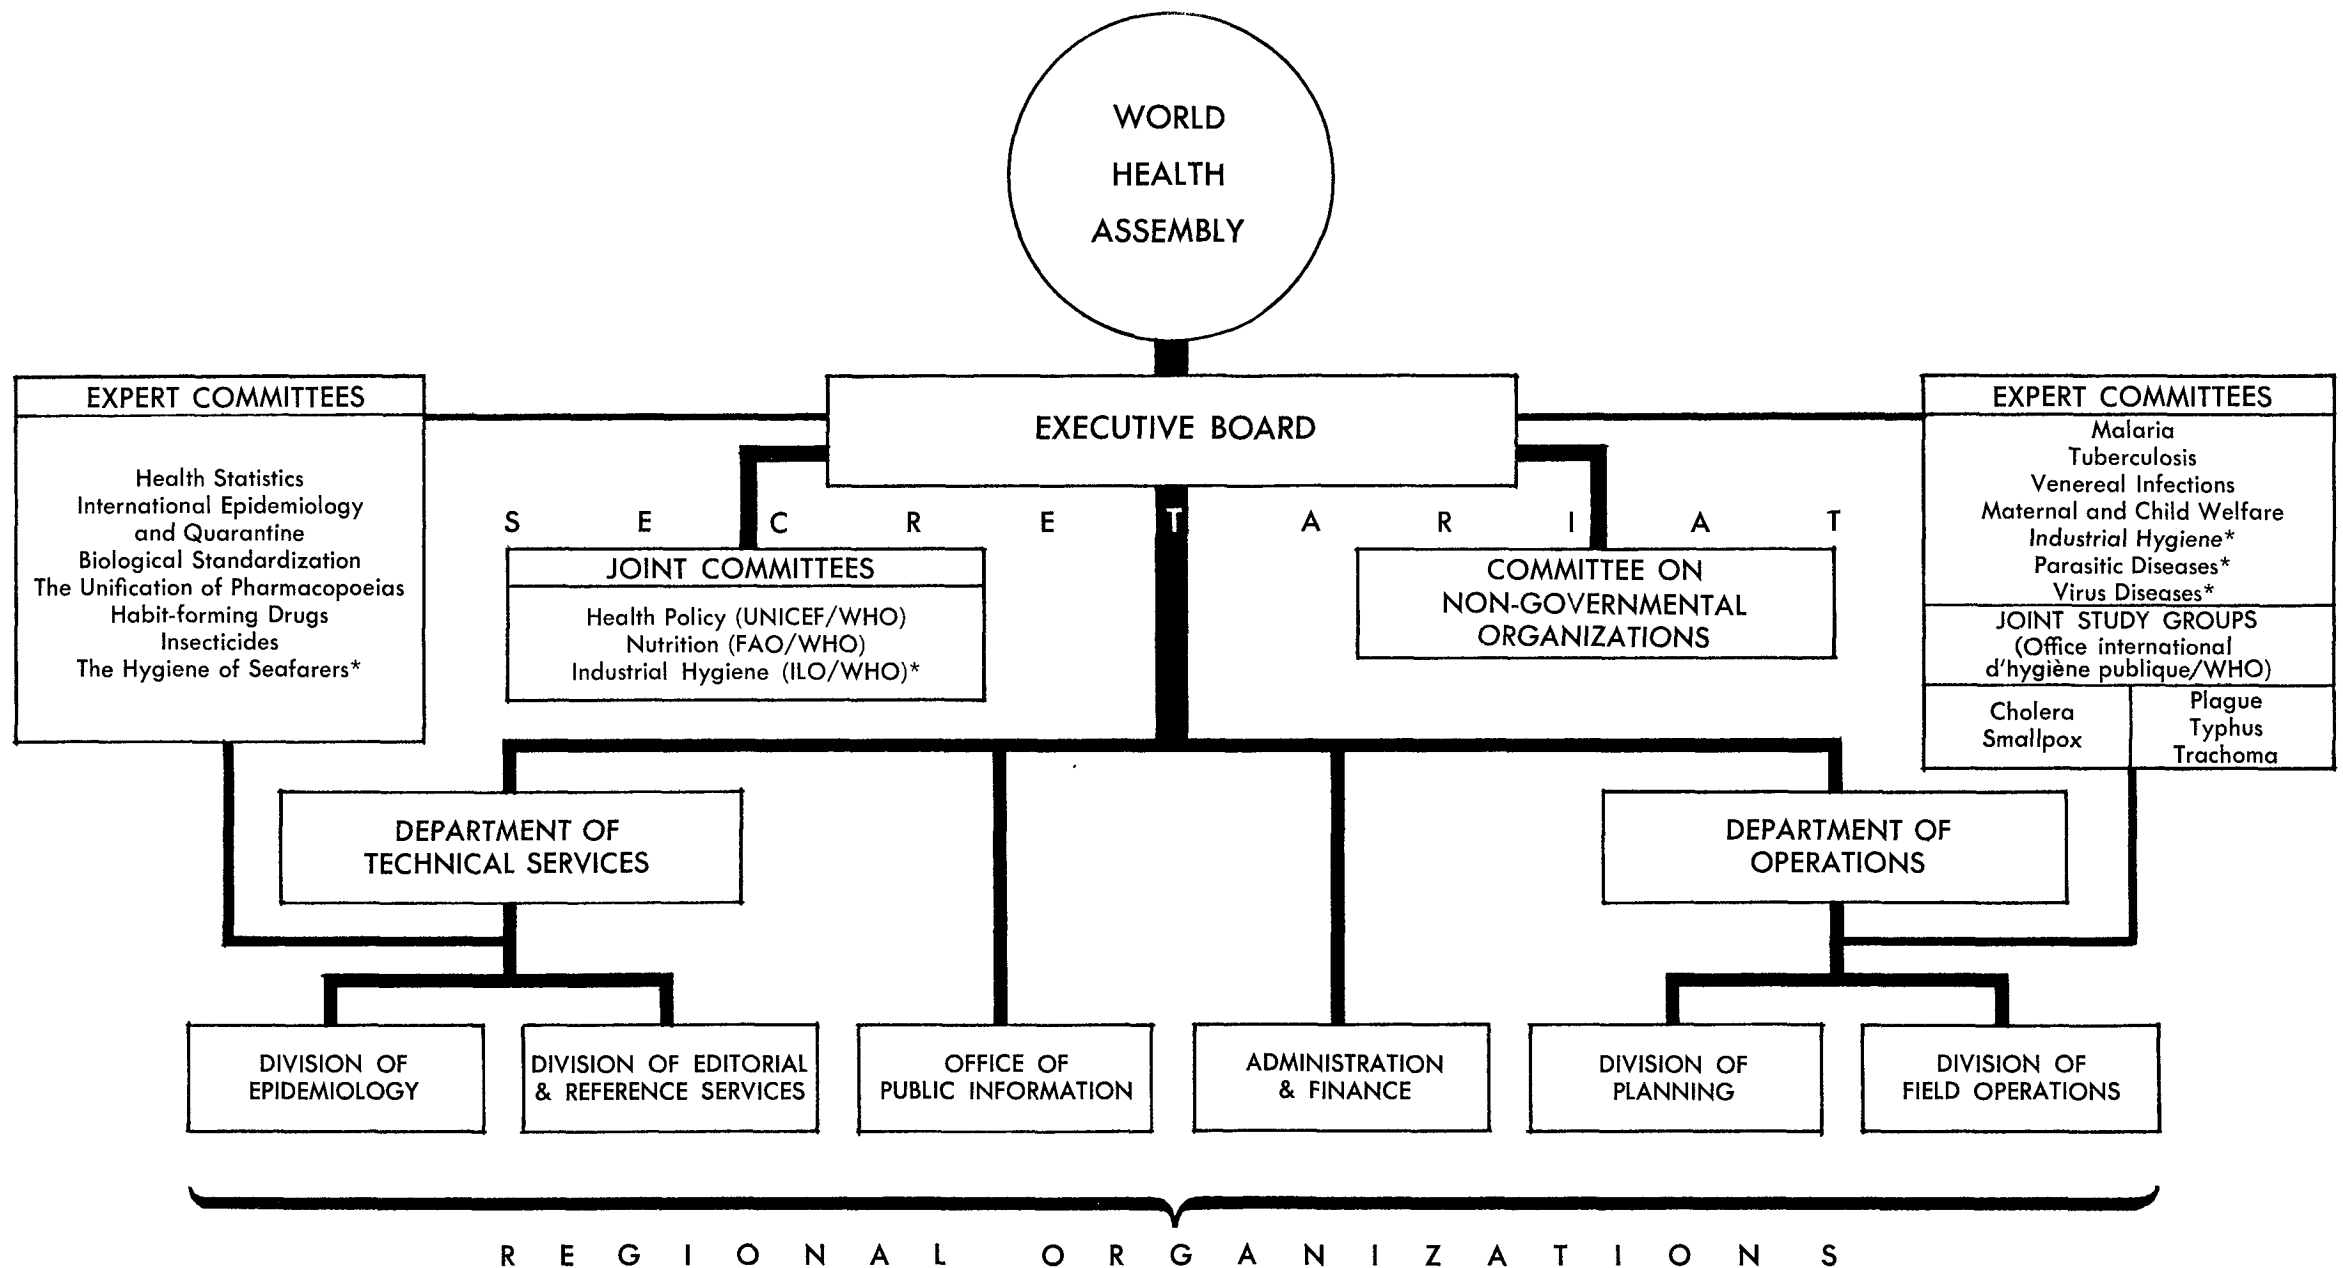 WORLD
HEALTH
ASSEMBLY
EXPERT COMMITTEES
Health Statistics
International Epidemiology
and Quarantine
Biological Standardization
The Unification of Pharmacopoeias
Habit-forming Drugs
Insecticides
The Hygiene of Seafarers*
EXECUTIVE BOARD
EXPERT COMMITTEES
Malaria
Tuberculosis
Venereal Infections
Maternal and Child Welfare
Industrial Hygiene*
Parasitic Diseases*
Virus Diseases*
JOINT STUDY GROUPS
(Office international
d'hygiène publique/WHO)
Cholera
Smallpox
Plague
Typhus
Trachoma
S E C R E T A R I A T
JOINT COMMITTEES
Health Policy (UNICEF/WHO)
Nutrition (FAO/WHO)
Industrial Hygiene (ILO/WHO)*
COMMITTEE ON
NON-GOVERNMENTAL
ORGANIZATIONS
DEPARTMENT OF
TECHNICAL SERVICES
DEPARTMENT OF
OPERATIONS
DIVISION OF
EPIDEMIOLOGY
DIVISION OF EDITORIAL
& REFERENCE SERVICES
OFFICE OF
PUBLIC INFORMATION
ADMINISTRATION
& FINANCE
DIVISION OF
PLANNING
DIVISION OF
FIELD OPERATIONS
R E G I O N A L O R G A N I Z A T I O N S